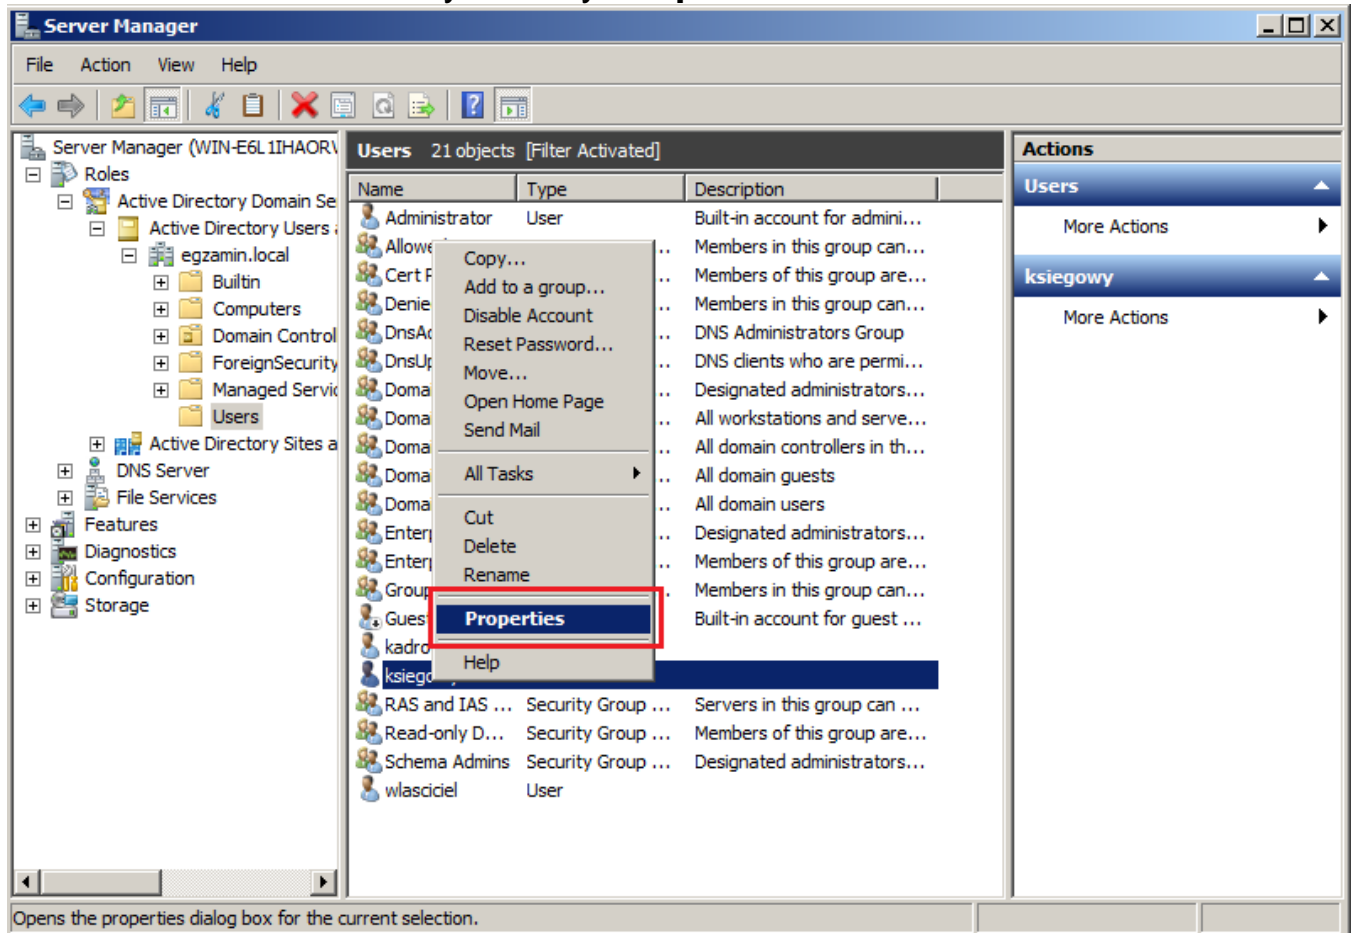 Server Manager
File Action View Help
Server Manager (WIN-E6L1IHAORV
Roles
Active Directory Domain Se
Active Directory Users
egzamin.local
Builtin
Computers
Domain Control
ForeignSecurity
Managed Servic
Users
Active Directory Sites a
DNS Server
File Services
Features
Diagnostics
Configuration
Storage
Users 21 objects [Filter Activated]
Name Type Description
Administrator User Built-in account for admini...
Allowe ... Members in this group can...
Cert P ... Members of this group are...
Denie ... Members in this group can...
DnsAd .. DNS Administrators Group
DnsUp .. DNS clients who are permi...
Doma .. Designated administrators...
Doma .. All workstations and serve...
Doma .. All domain controllers in th...
Doma .. All domain guests
Doma .. All domain users
Enterp .. Designated administrators...
Enterp .. Members of this group are...
Group . Members in this group can...
Gues Built-in account for guest ...
kadro
ksiego
RAS and IAS ... Security Group ... Servers in this group can ...
Read-only D... Security Group ... Members of this group are...
Schema Admins Security Group ... Designated administrators...
wlasciciel User
Copy...
Add to a group...
Disable Account
Reset Password...
Move...
Open Home Page
Send Mail
All Tasks
Cut
Delete
Rename
Properties
Help
Actions
Users
More Actions
ksiegowy
More Actions
Opens the properties dialog box for the current selection.